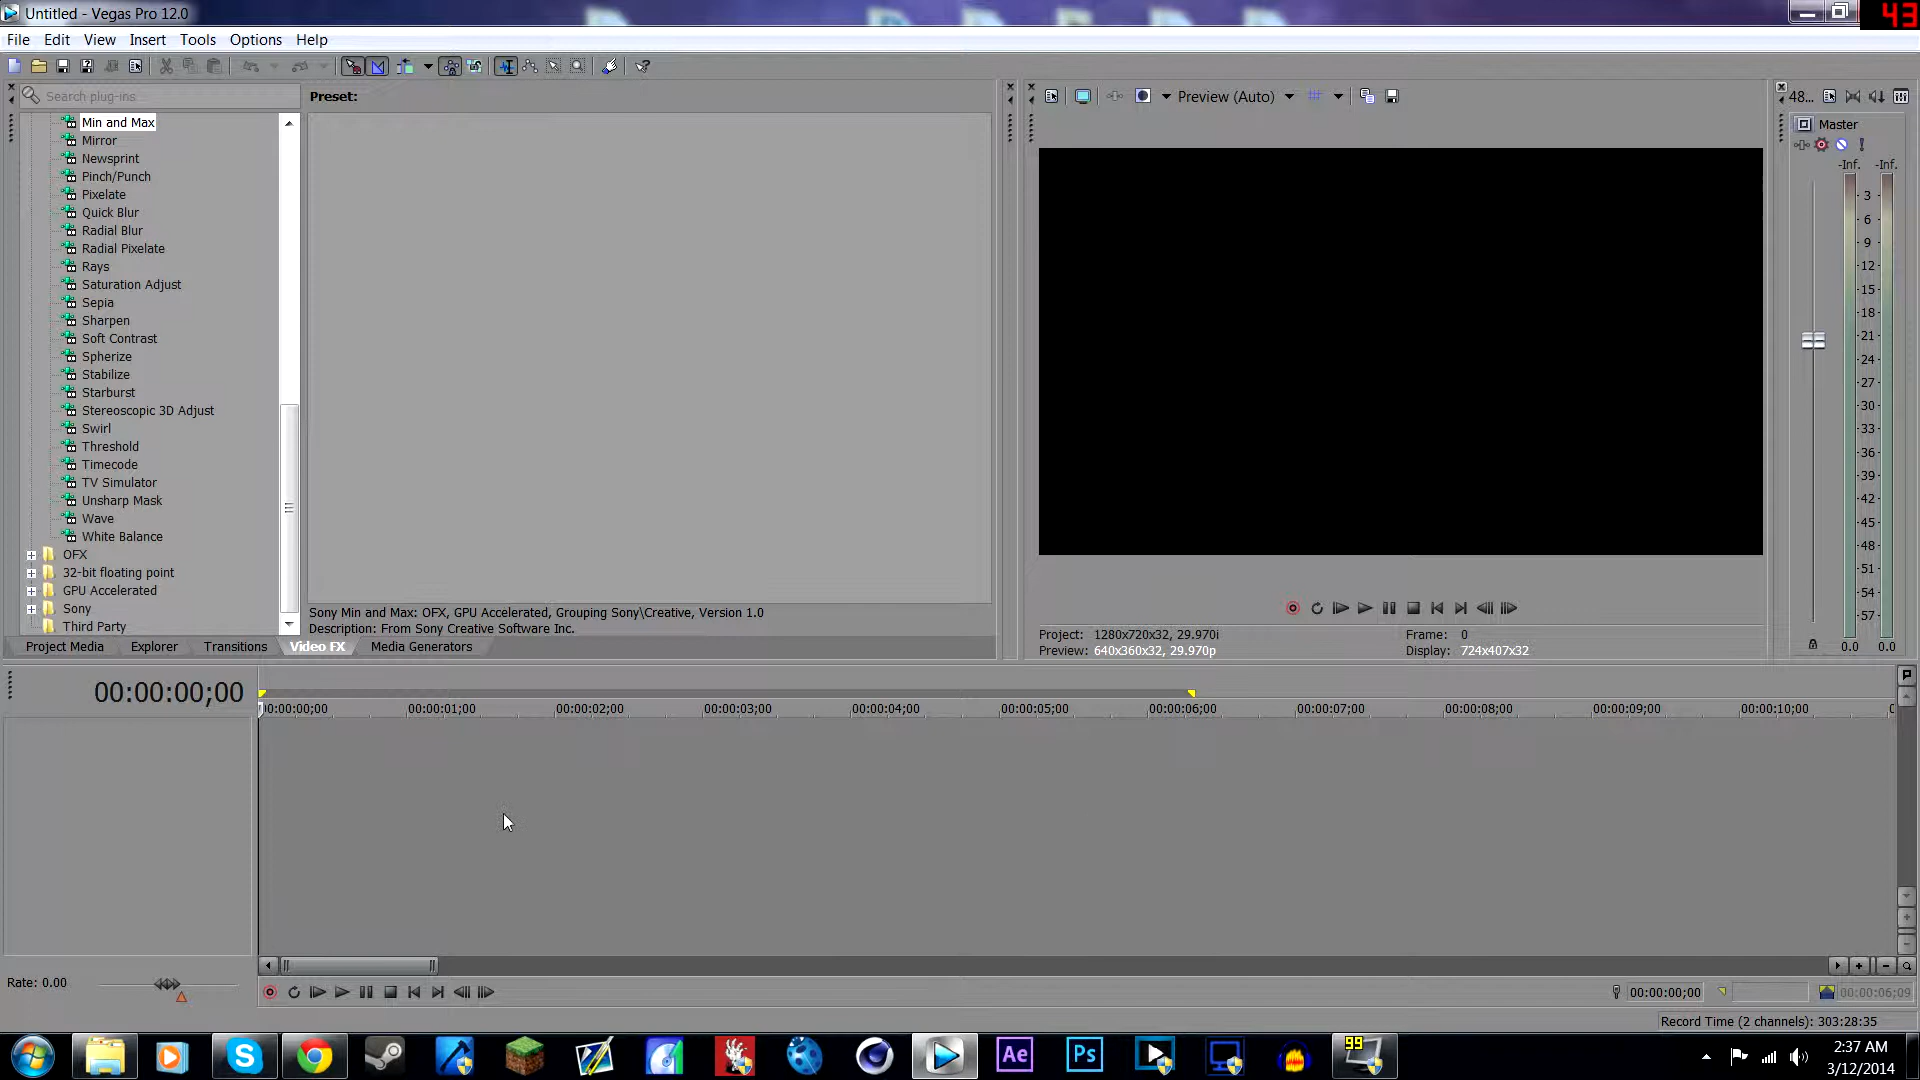 Untitled - Vegas Pro 12.0
43
File Edit View Insert Tools Options Help
Search plug-ins...
Preset:
Preview (Auto)
48...
Min and Max
Mirror
Newsprint
Pinch/Punch
Pixelate
Quick Blur
Radial Blur
Radial Pixelate
Rays
Saturation Adjust
Sepia
Sharpen
Soft Contrast
Spherize
Stabilize
Starburst
Stereoscopic 3D Adjust
Swirl
Threshold
Timecode
TV Simulator
Unsharp Mask
Wave
White Balance
OFX
32-bit floating point
GPU Accelerated
Sony
Third Party
Sony Min and Max: OFX, GPU Accelerated, Grouping Sony\Creative, Version 1.0
Description: From Sony Creative Software Inc.
Project Media Explorer Transitions Video FX Media Generators
Project: 1280x720x32, 29.970i
Frame: 0
Preview: 640x360x32, 29.970p
Display: 724x407x32
Master
-Inf. -Inf.
3
6
9
12
15
18
21
24
27
30
33
36
39
42
45
48
51
54
57
0.0 0.0
00:00:00;00
00:00:00;00 00:00:01;00 00:00:02;00 00:00:03;00 00:00:04;00 00:00:05;00 00:00:06;00 00:00:07;00 00:00:08;00 00:00:09;00 00:00:10;00
Rate: 0.00
00:00:00;00
00:00:06;09
Record Time (2 channels): 303:28:35
Ae
Ps
99
2:37 AM
3/12/2014